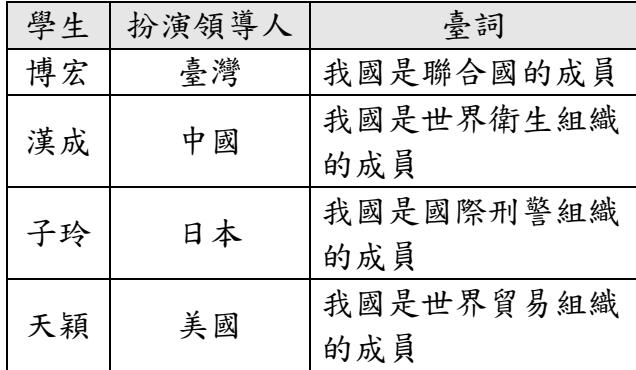 學生 扮演領導人 臺詞
博宏 臺灣 我國是聯合國的成員
漢成 中國 我國是世界衛生組織
的成員
子玲 日本 我國是國際刑警組織
的成員
天穎 美國 我國是世界貿易組織
的成員